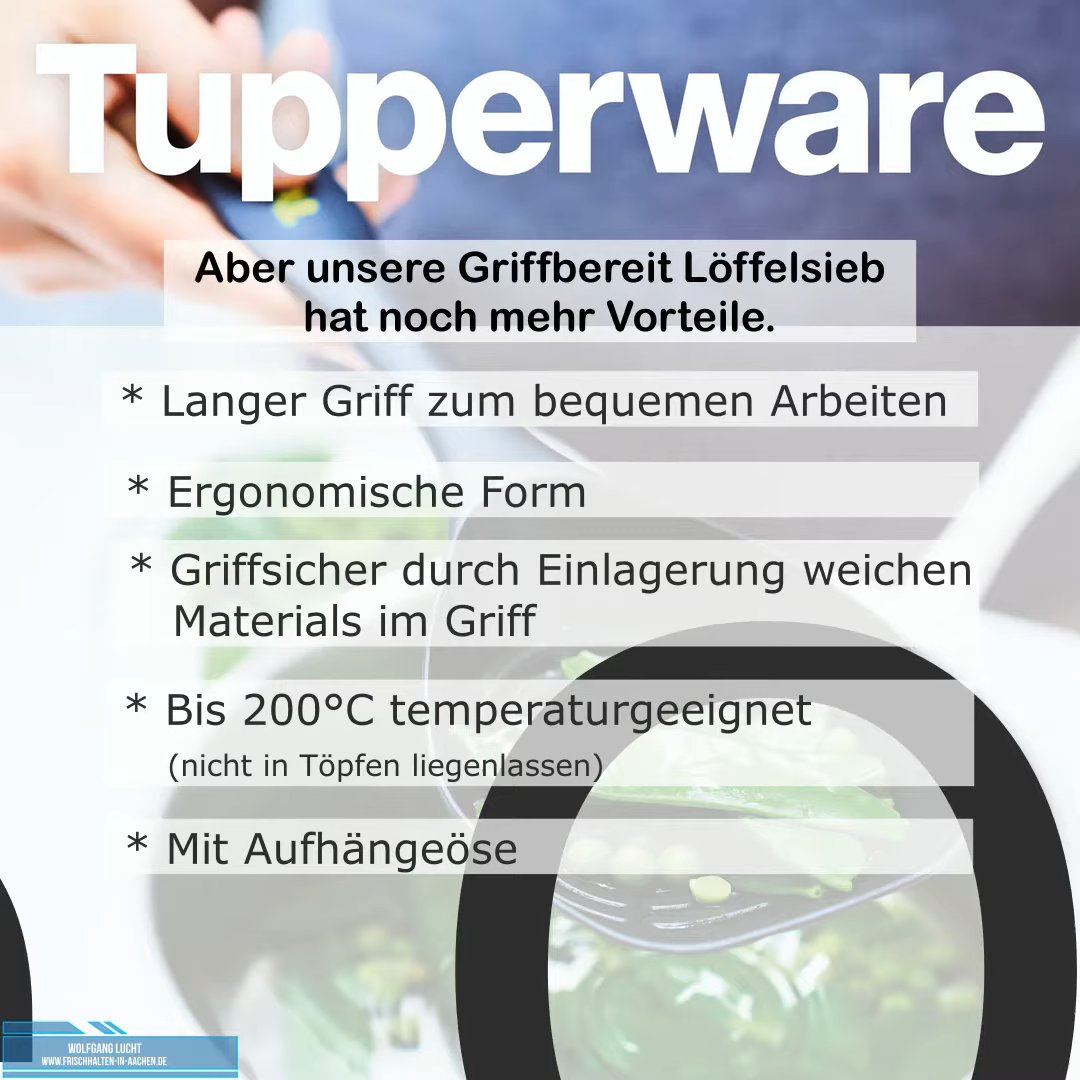 Tupperware
Aber unsere Griffbereit Löffelsieb
hat noch mehr Vorteile.
* Langer Griff zum bequemen Arbeiten
* Ergonomische Form
* Griffsicher durch Einlagerung weichen
Materials im Griff
* Bis 200°C temperaturgeeignet
(nicht in Töpfen liegenlassen)
* Mit Aufhängeöse
WOLFGANG LUCHT
WWW.FRISCHHALTEN-IN-AACHEN.DE